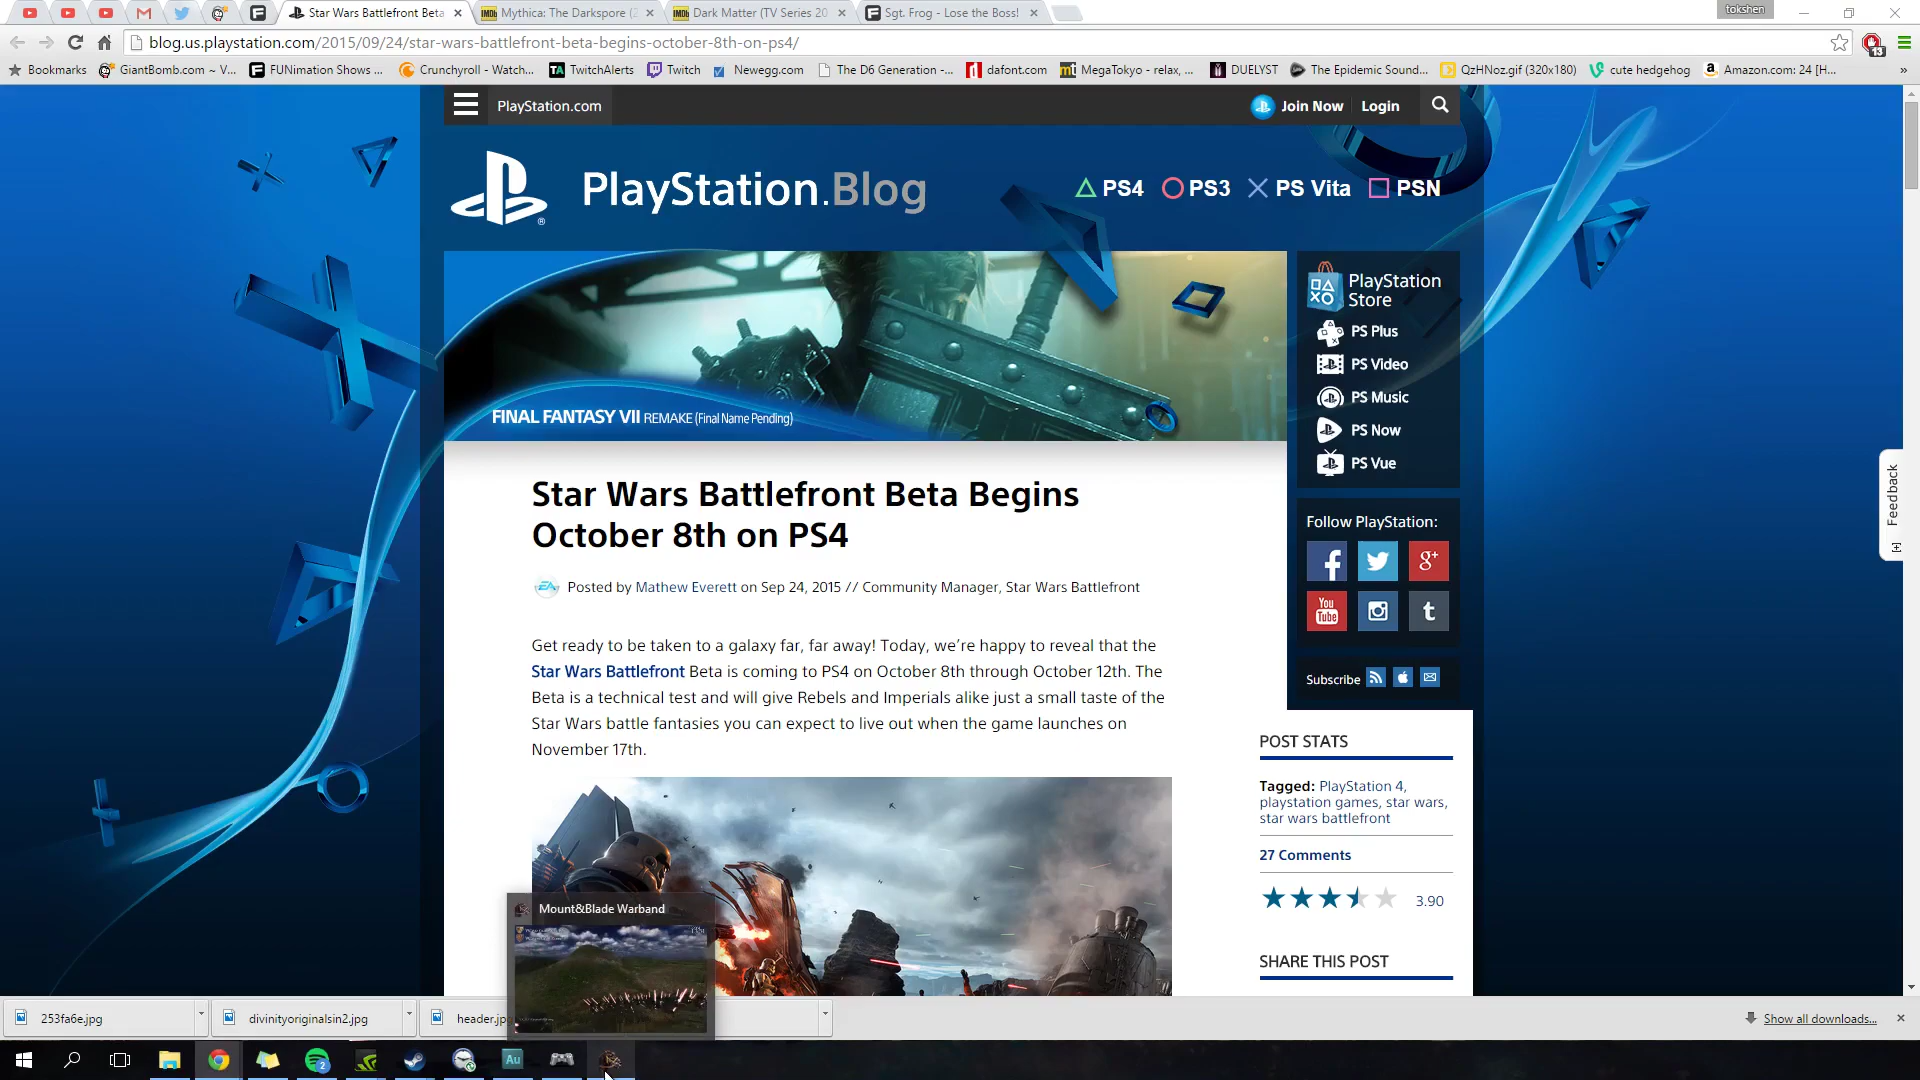 Star Wars Battlefront Beta
Mythica: The Darkspore (2
Dark Matter (TV Series 20
Sgt. Frog - Lose the Boss!
tokshen
blog.us.playstation.com/2015/09/24/star-wars-battlefront-beta-begins-october-8th-on-ps4/
13
Bookmarks
GiantBomb.com ~ V...
FUNimation Shows ...
Crunchyroll - Watch...
TwitchAlerts
Twitch
Newegg.com
The D6 Generation -...
dafont.com
MegaTokyo - relax, ...
DUELYST
The Epidemic Sound...
QzHNoz.gif (320x180)
cute hedgehog
Amazon.com: 24 [H...
»
PlayStation.com
Join Now
Login
PlayStation.Blog
PS4
PS3
PS Vita
PSN
FINAL FANTASY VII REMAKE (Final Name Pending)
PlayStation
Store
PS Plus
PS Video
PS Music
PS Now
PS Vue
Feedback
Star Wars Battlefront Beta Begins
October 8th on PS4
EA
Posted by Mathew Everett on Sep 24, 2015 // Community Manager, Star Wars Battlefront
Get ready to be taken to a galaxy far, far away! Today, we're happy to reveal that the
Star Wars Battlefront Beta is coming to PS4 on October 8th through October 12th. The
Beta is a technical test and will give Rebels and Imperials alike just a small taste of the
Star Wars battle fantasies you can expect to live out when the game launches on
November 17th.
Follow PlayStation:
You
Tube
Subscribe
POST STATS
Tagged: PlayStation 4,
playstation games, star wars,
star wars battlefront
27 Comments
3.90
SHARE THIS POST
Mount&Blade Warband
253fa6e.jpg
divinityoriginalsin2.jpg
header.jp
Show all downloads...
2
Au